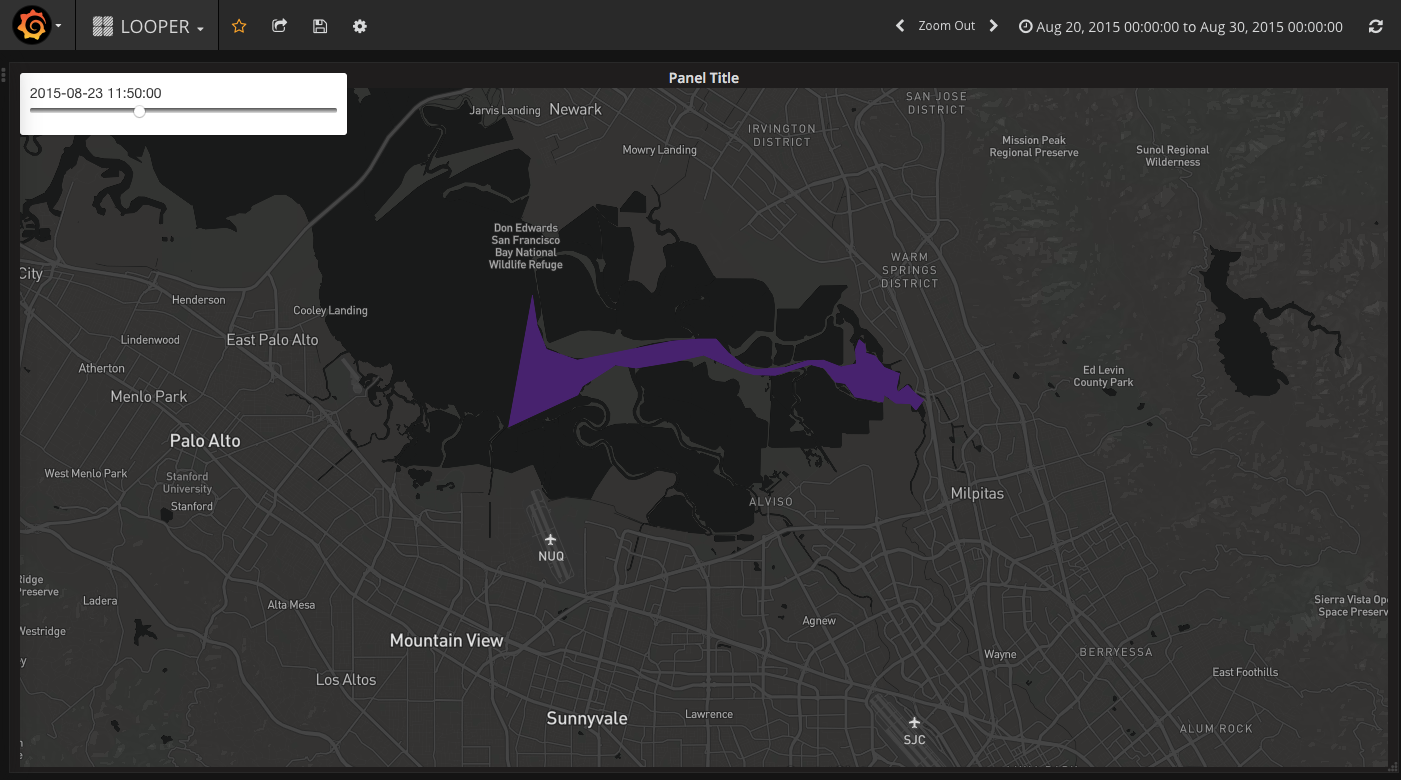 LOOPER
Zoom Out
Aug 20, 2015 00:00:00 to Aug 30, 2015 00:00:00
Panel Title
2015-08-23 11:50:00
SAN JOSE
DISTRICT
Jarvis Landing
Newark
IRVINGTON
DISTRICT
Mission Peak
Regional Preserve
Mowry Landing
Sunol Regional
Wilderness
Don Edwards
San Francisco
Bay National
Wildlife Refuge
WARM
SPRINGS
DISTRICT
City
Henderson
Cooley Landing
Lindenwood
East Palo Alto
Atherton
Ed Levin
County Park
Menlo Park
Palo Alto
West Menlo Park
Stanford
University
Stanford
ALVISO
Milpitas
NUQ
Ridge
Preserve
Ladera
Alta Mesa
Sierra Vista Op
Space Preserv
Westridge
Agnew
ey
Mountain View
Wayne
BERRYESSA
East Foothills
Los Altos
Sunnyvale
Lawrence
SJC
ALUM ROCK